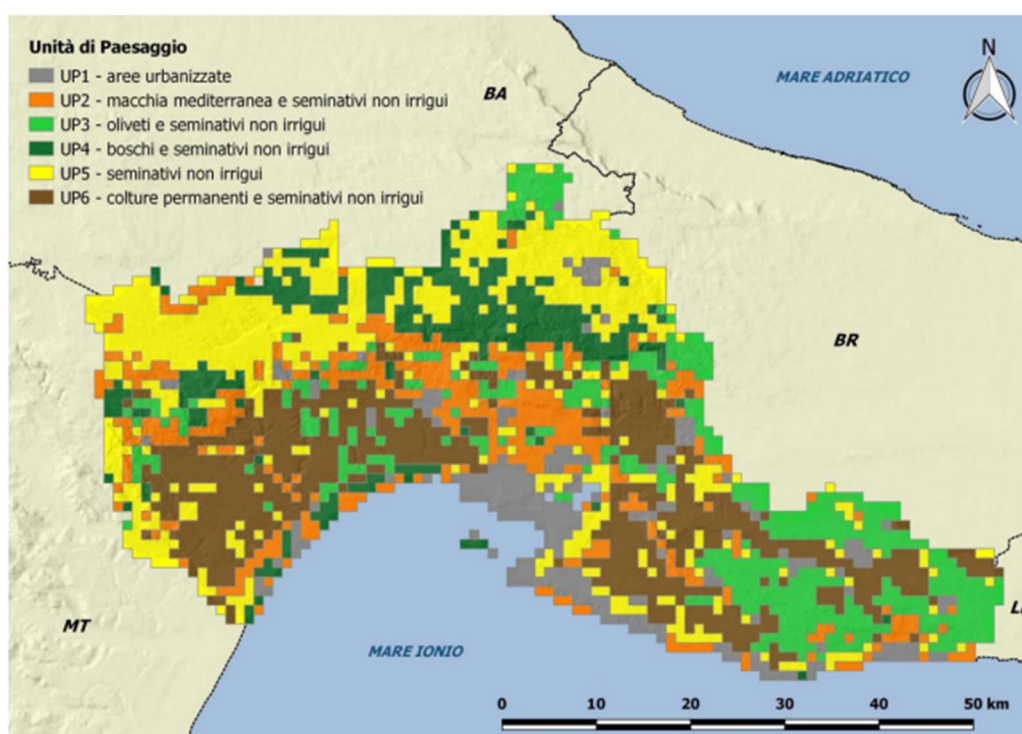 Unità di Paesaggio
UP1 - aree urbanizzate
UP2 - macchia mediterranea e seminativi non irrigui
UP3 - oliveti e seminativi non irrigui
UP4 - boschi e seminativi non irrigui
UP5 - seminativi non irrigui
UP6 - colture permanenti e seminativi non irrigui
N
MARE ADRIATICO
BA
BR
MT
MARE IONIO
0 10 20 30 40 50 km